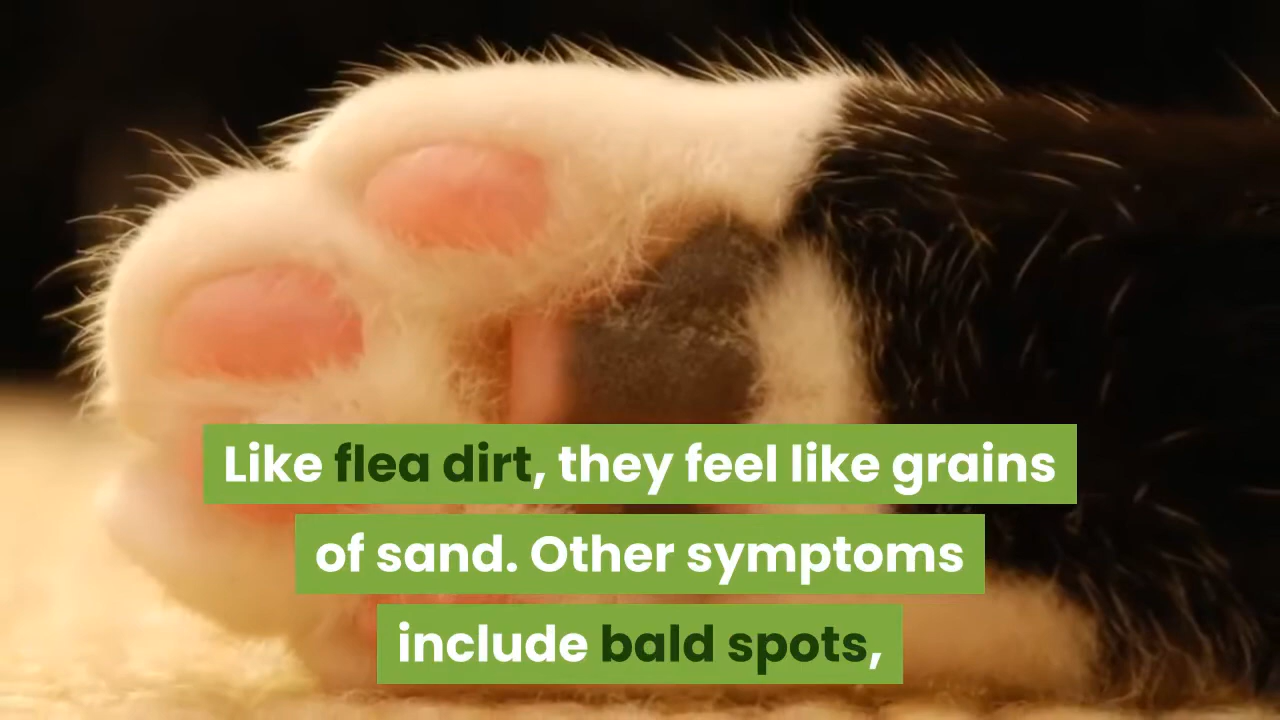 Like flea dirt, they feel like grains
of sand. Other symptoms
include bald spots,